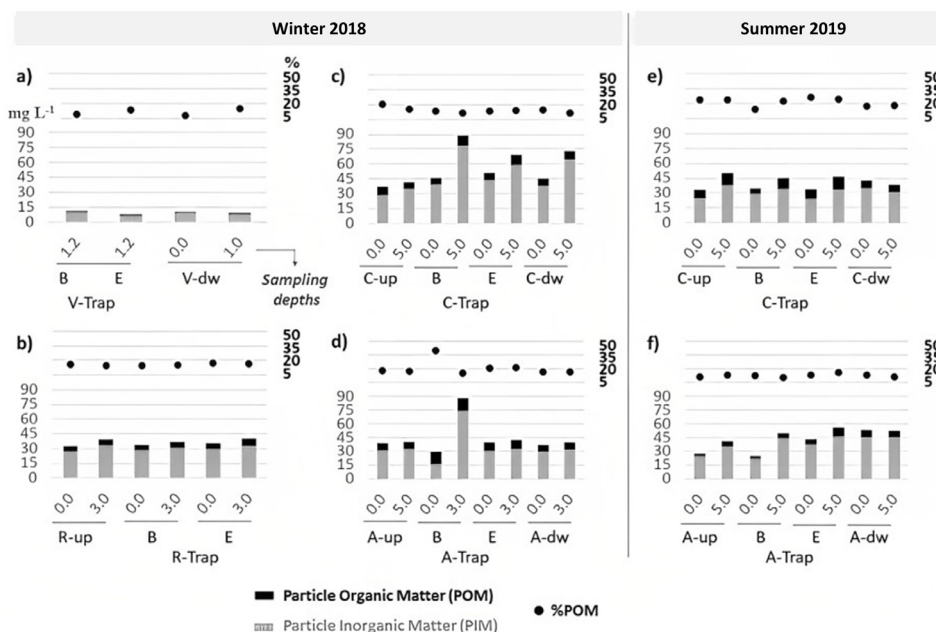 Winter 2018
Summer 2019
a)
%
50
35
20
5
mg L⁻¹
90
75
60
45
30
15
0
1.2 1.2 0.0 1.0
B E V-dw
V-Trap
Sampling
depths
c)
50
35
20
5
90
75
60
45
30
15
0
0.0 5.0 0.0 5.0 0.0 5.0 0.0 5.0
C-up B E C-dw
C-Trap
e)
50
35
20
5
90
75
60
45
30
15
0
0.0 5.0 0.0 5.0 0.0 5.0 0.0 5.0
C-up B E C-dw
C-Trap
b)
50
35
20
5
90
75
60
45
30
15
0
0.0 3.0 0.0 3.0 0.0 3.0
R-up B E
R-Trap
d)
50
35
20
5
90
75
60
45
30
15
0
0.0 5.0 0.0 3.0 0.0 3.0 0.0 3.0
A-up B E A-dw
A-Trap
f)
50
35
20
5
90
75
60
45
30
15
0
0.0 5.0 0.0 5.0 0.0 5.0 0.0 5.0
A-up B E A-dw
A-Trap
Particle Organic Matter (POM)
%POM
Particle Inorganic Matter (PIM)